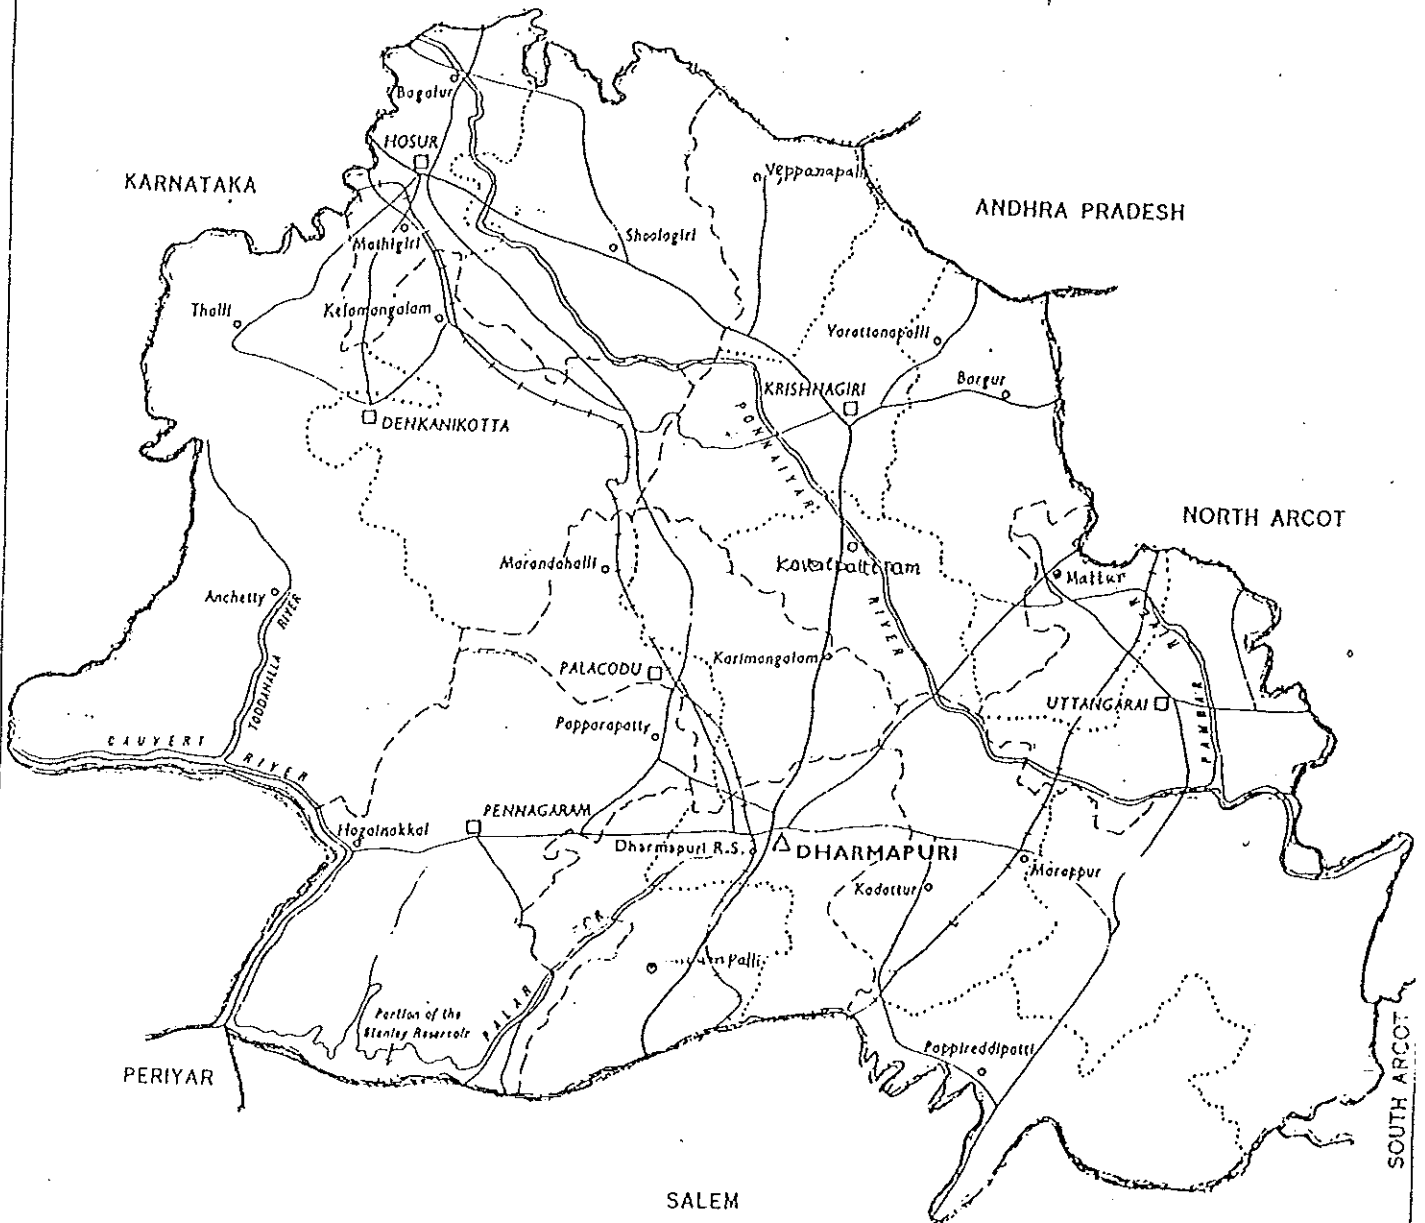 Bagalur
HOSUR
KARNATAKA
Veppanapalli
ANDHRA PRADESH
Mathigiri
Shoolagiri
Thalli
Kelamangalam
Varattanapalli
KRISHNAGIRI
Bargur
DENKANIKOTTA
PONNAIYAR
RIVER
NORTH ARCOT
Marandahalli
Kaveripattinam
Mattur
Anchetty
TODDAHALLA
RIVER
PALACODU
Karimangalam
UTTANGARAI
PAMBAR
Papparapatty
CAUVERY
RIVER
PENNAGARAM
Hogainakkal
Dharmapuri R.S.
DHARMAPURI
Morappur
Kadattur
PALAR
Portion of the
Stanley Reservoir
PERIYAR
Pappireddipatti
SOUTH ARCOT
SALEM